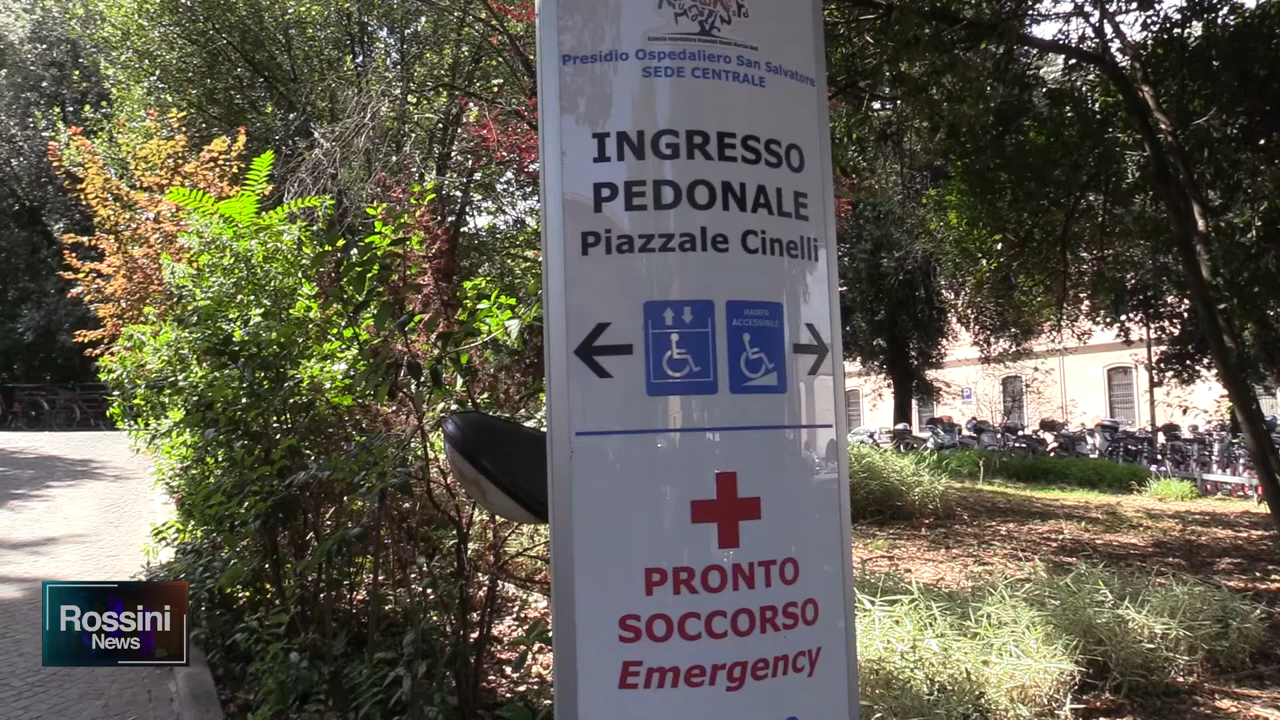 Presidio Ospedaliero San Salvatore
SEDE CENTRALE
INGRESSO
PEDONALE
Piazzale Cinelli
RAMPA
ACCESSIBILE
PRONTO
SOCCORSO
Emergency
Rossini
News